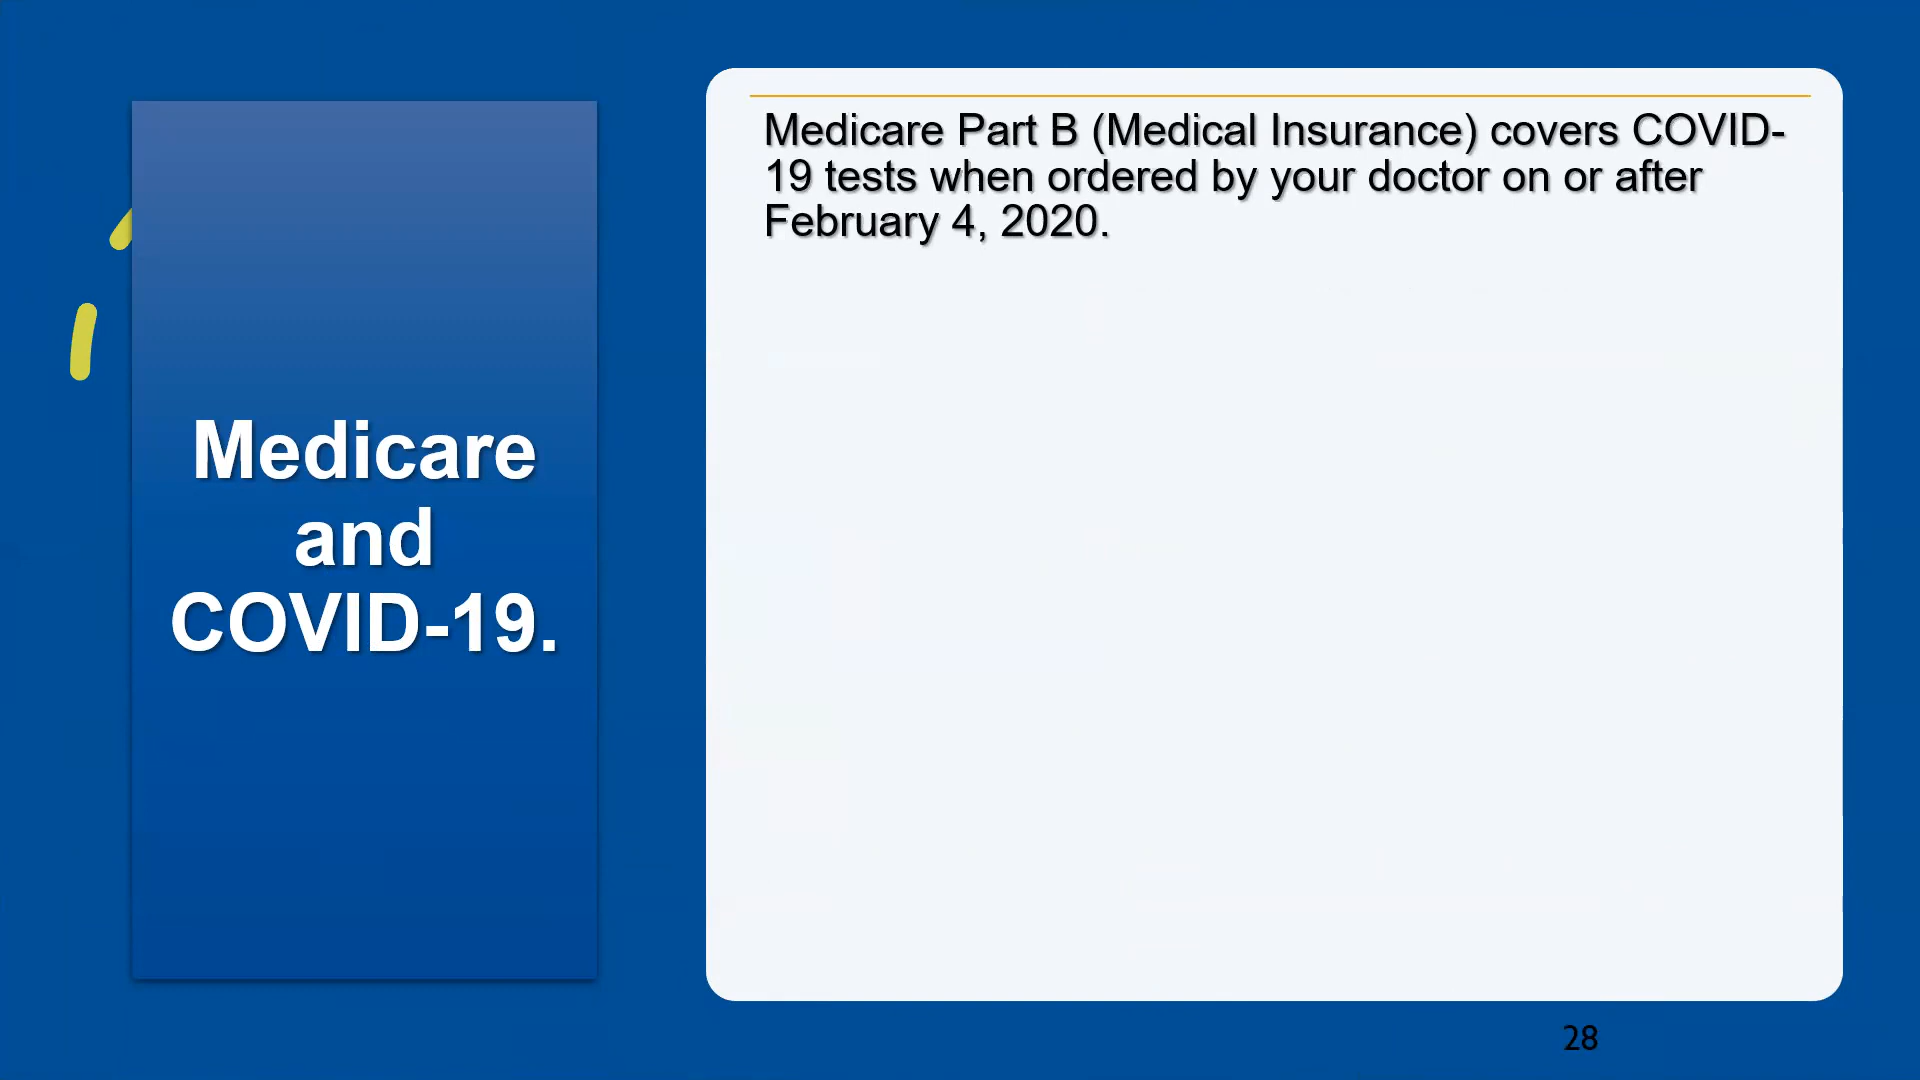 Medicare
and
COVID-19.
Medicare Part B (Medical Insurance) covers COVID-
19 tests when ordered by your doctor on or after
February 4, 2020.
28